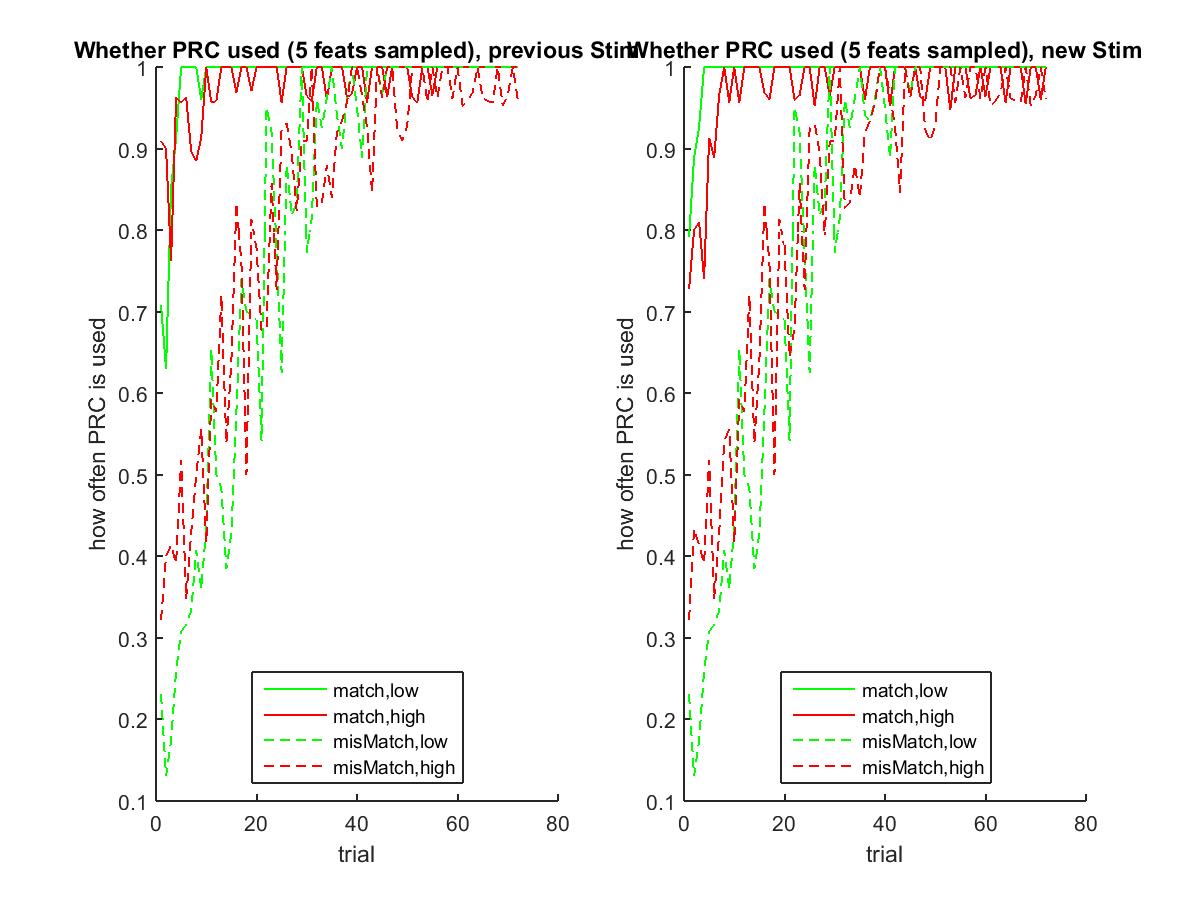 Whether PRC used (5 feats sampled), previous Stim
1
0.9
0.8
0.7
0.6
0.5
0.4
0.3
0.2
0.1
how often PRC is used
match,low
match,high
misMatch,low
misMatch,high
0 20 40 60 80
trial
Whether PRC used (5 feats sampled), new Stim
1
0.9
0.8
0.7
0.6
0.5
0.4
0.3
0.2
0.1
how often PRC is used
match,low
match,high
misMatch,low
misMatch,high
0 20 40 60 80
trial